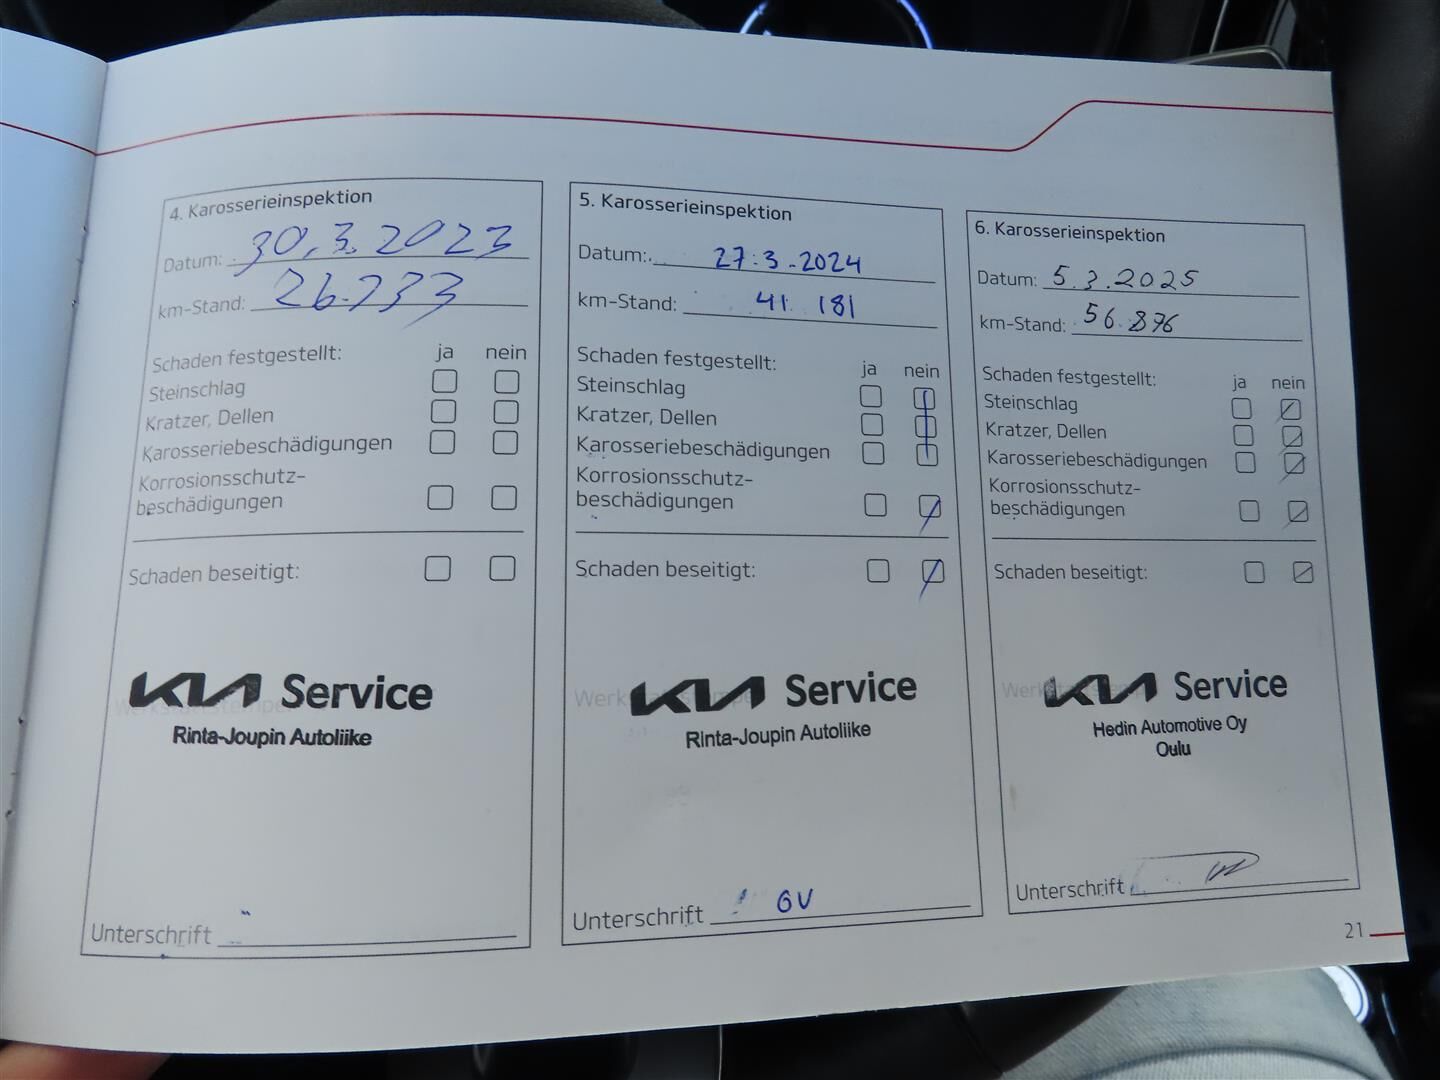 4. Karosserieinspektion
Datum: 30.3.2023
km-Stand: 26.733
Schaden festgestellt: ja nein
Steinschlag
Kratzer, Dellen
Karosseriebeschädigungen
Korrosionsschutz-
beschädigungen
Schaden beseitigt:
KIA Service
Rinta-Joupin Autoliike
Unterschrift
5. Karosserieinspektion
Datum: 27.3.2024
km-Stand: 41.181
Schaden festgestellt: ja nein
Steinschlag
Kratzer, Dellen
Karosseriebeschädigungen
Korrosionsschutz-
beschädigungen
Schaden beseitigt:
KIA Service
Rinta-Joupin Autoliike
Unterschrift GV
6. Karosserieinspektion
Datum: 5.3.2025
km-Stand: 56.876
Schaden festgestellt: ja nein
Steinschlag
Kratzer, Dellen
Karosseriebeschädigungen
Korrosionsschutz-
beschädigungen
Schaden beseitigt:
KIA Service
Hedin Automotive Oy
Oulu
Unterschrift
21